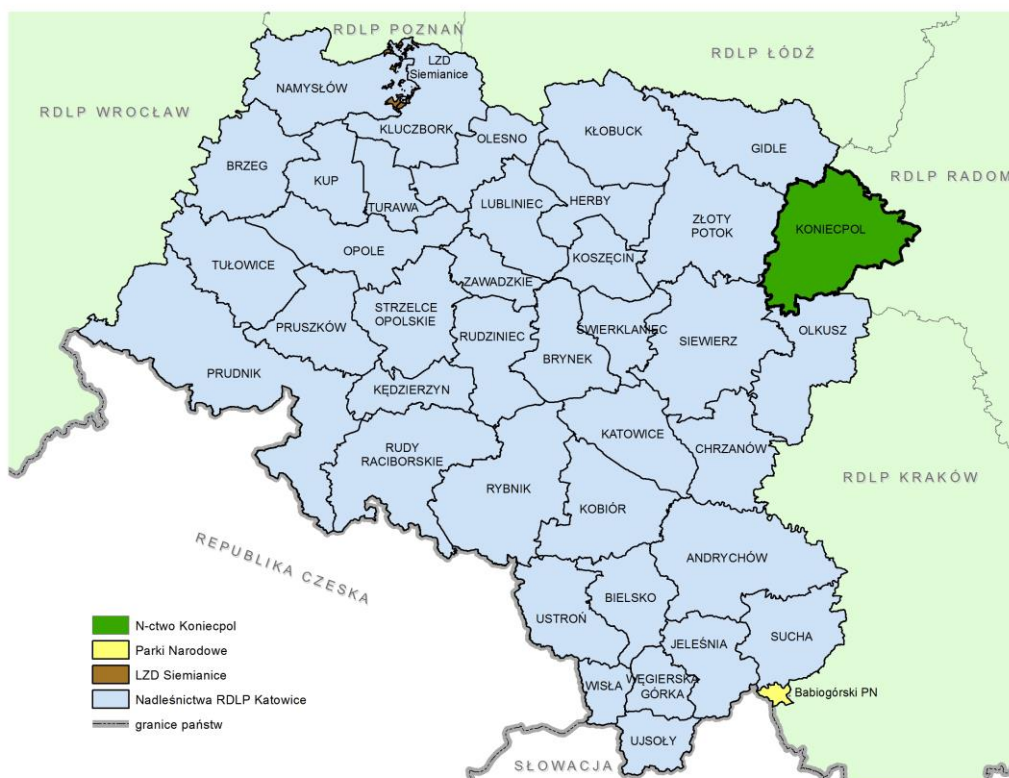 RDLP POZNAŃ
RDLP ŁÓDŹ
LZD
Siemianice
NAMYSŁÓW
RDLP WROCŁAW
KLUCZBORK
OLESNO
KŁOBUCK
GIDLE
BRZEG
KUP
RDLP RADOM
TURAWA
LUBLINIEC
HERBY
ZŁOTY
POTOK
KONIECPOL
OPOLE
KOSZĘCIN
TUŁOWICE
ZAWADZKIE
STRZELCE
OPOLSKIE
PRUSZKÓW
RUDZINIEC
BRYNEK
ŚWIERKLANIEC
SIEWIERZ
OLKUSZ
PRUDNIK
KĘDZIERZYN
RUDY
RACIBORSKIE
KATOWICE
CHRZANÓW
RYBNIK
KOBIÓR
RDLP KRAKÓW
REPUBLIKA CZESKA
ANDRYCHÓW
BIELSKO
USTROŃ
JELEŚNIA
SUCHA
WISŁA
WĘGIERSKA
GÓRKA
Babiogórski PN
UJSOŁY
SŁOWACJA
N-ctwo Koniecpol
Parki Narodowe
LZD Siemianice
Nadleśnictwa RDLP Katowice
granice państw